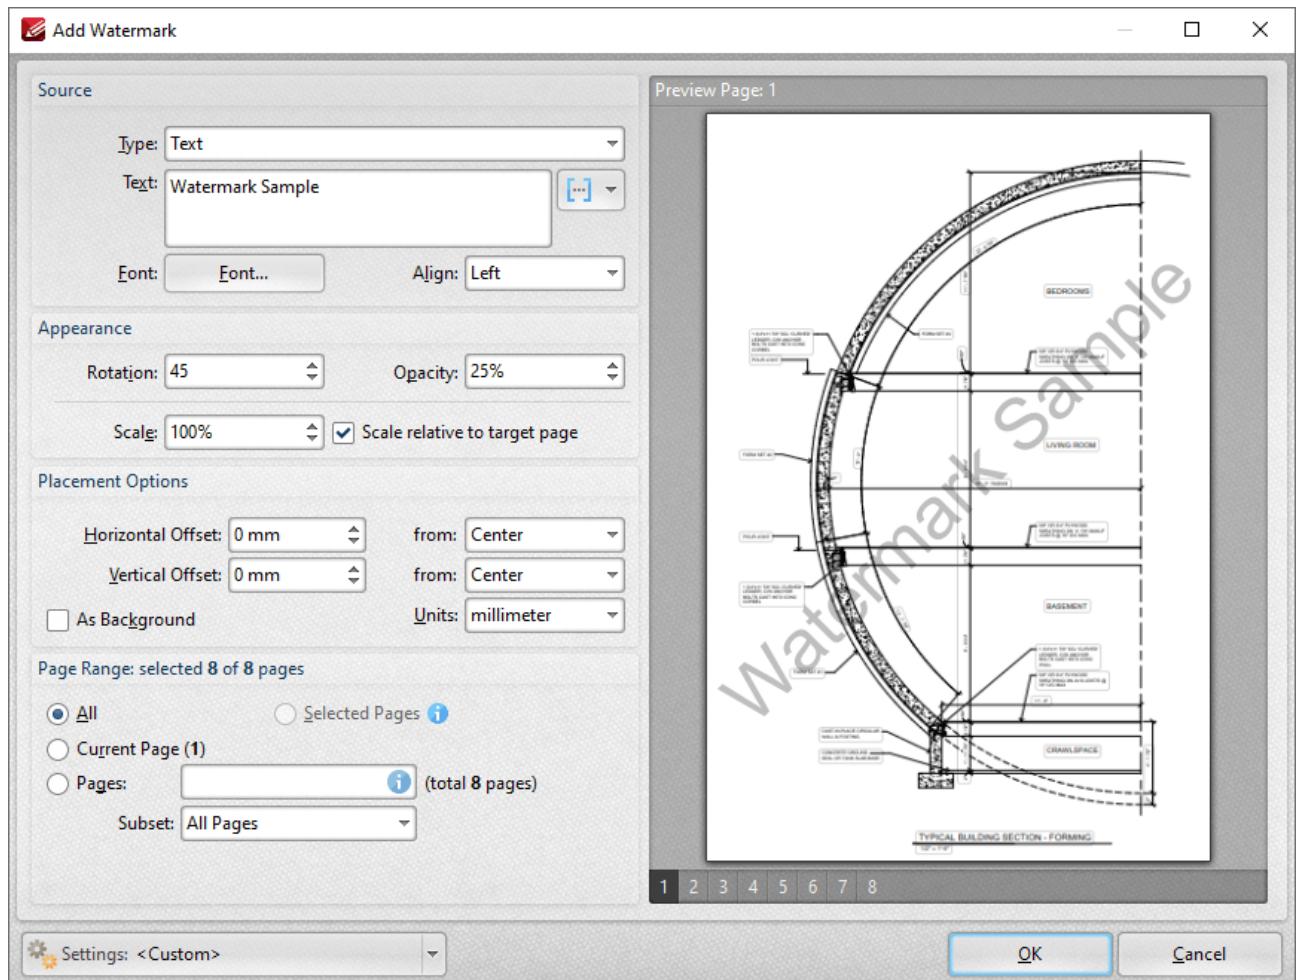 Add Watermark
Source
Type: Text
Text: Watermark Sample
Font: Font... Align: Left
Appearance
Rotation: 45 Opacity: 25%
Scale: 100% Scale relative to target page
Placement Options
Horizontal Offset: 0 mm from: Center
Vertical Offset: 0 mm from: Center
As Background Units: millimeter
Page Range: selected 8 of 8 pages
All Selected Pages
Current Page (1)
Pages: (total 8 pages)
Subset: All Pages
Settings: <Custom>
Preview Page: 1
BEDROOMS
LIVING ROOM
BASEMENT
CRAWLSPACE
Watermark Sample
TYPICAL BUILDING SECTION - FORMING
1 2 3 4 5 6 7 8
OK Cancel